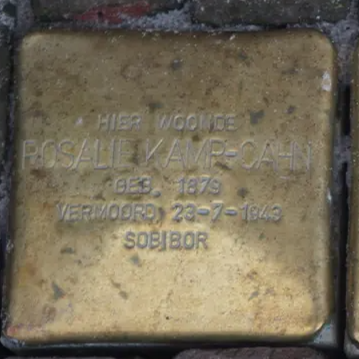 HIER WOONDE
ROSALIE KAMP-CAHN
GEB. 1879
VERMOORD 23-7-1943
SOBIBOR